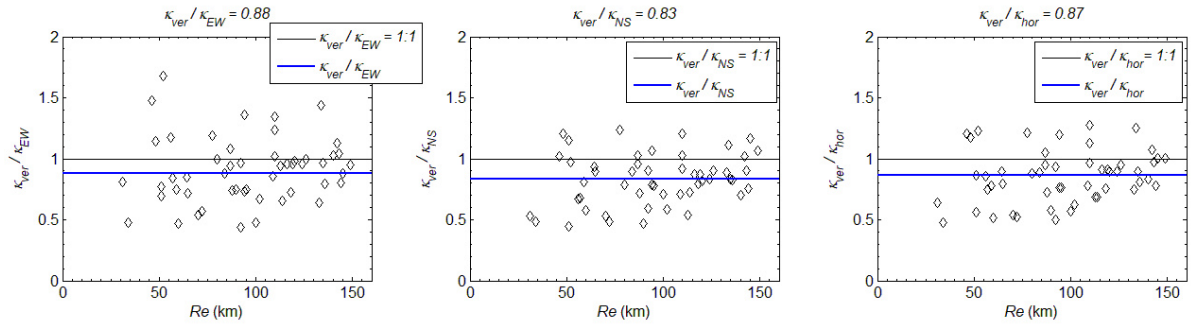 κver / κEW = 0.88
κver / κEW = 1:1
κver / κEW
2
1.5
1
0.5
0
κver / κEW
0
50
100
150
Re (km)
κver / κNS = 0.83
κver / κNS = 1:1
κver / κNS
2
1.5
1
0.5
0
κver / κNS
0
50
100
150
Re (km)
κver / κhor = 0.87
κver / κhor = 1:1
κver / κhor
2
1.5
1
0.5
0
κver / κhor
0
50
100
150
Re (km)